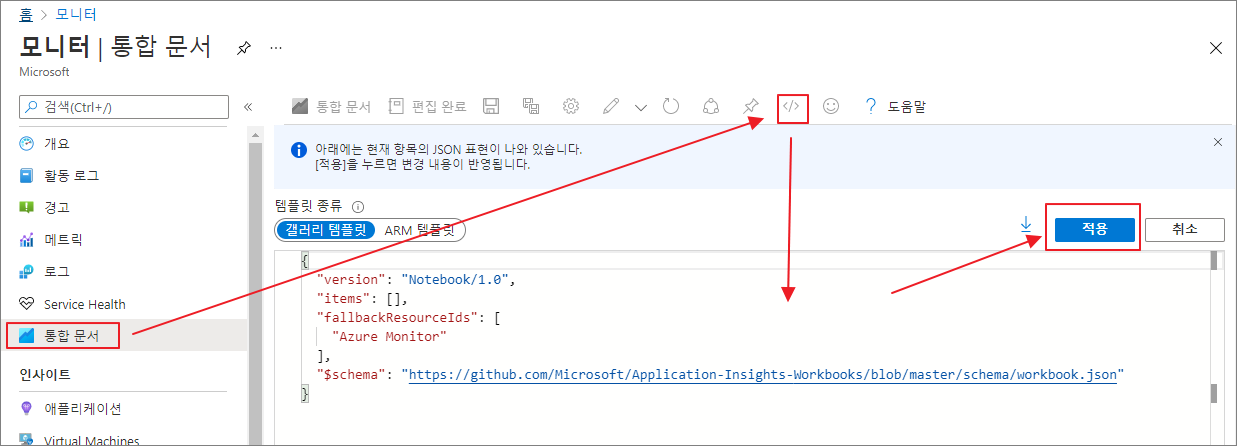 홈 > 모니터
모니터 | 통합 문서
Microsoft
검색(Ctrl+/)
개요
활동 로그
경고
메트릭
로그
Service Health
통합 문서
인사이트
애플리케이션
Virtual Machines
통합 문서 편집 완료 </> ? 도움말
아래에는 현재 항목의 JSON 표현이 나와 있습니다.
[적용]을 누르면 변경 내용이 반영됩니다.
템플릿 종류
갤러리 템플릿 ARM 템플릿
적용 취소
{
"version": "Notebook/1.0",
"items": [],
"fallbackResourceIds": [
"Azure Monitor"
],
"$schema": "https://github.com/Microsoft/Application-Insights-Workbooks/blob/master/schema/workbook.json"
}